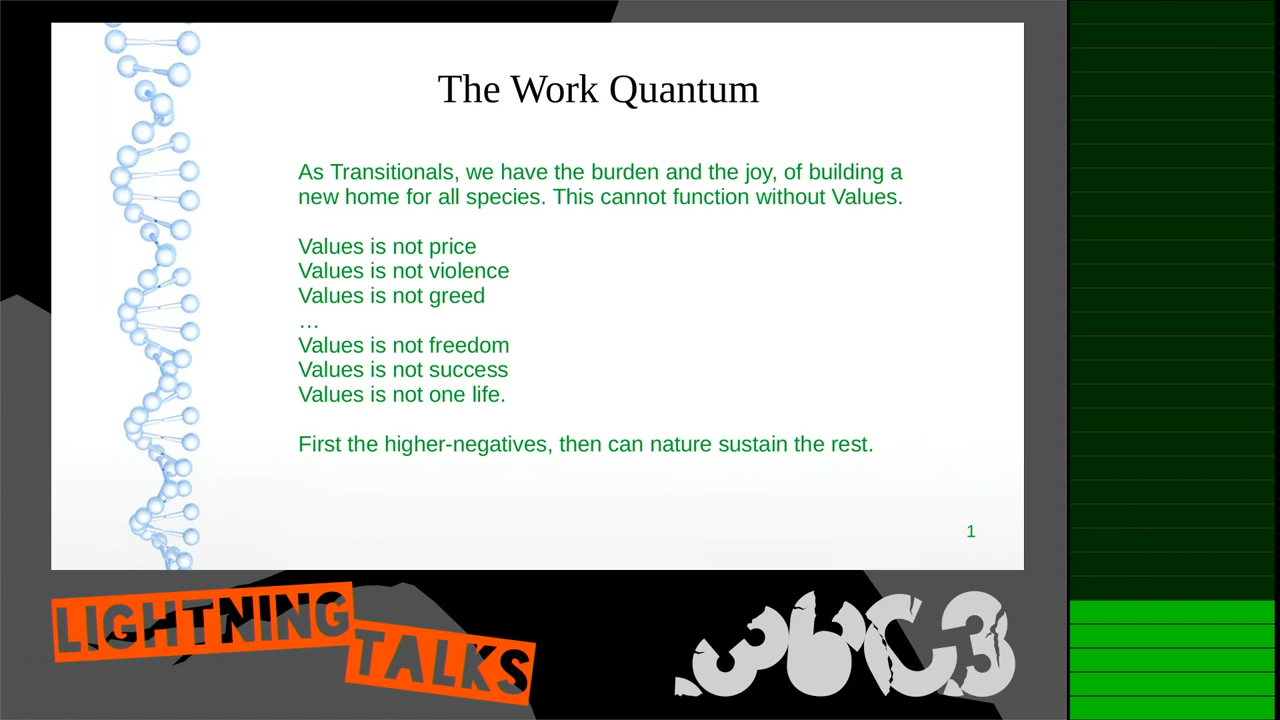 The Work Quantum
As Transitionals, we have the burden and the joy, of building a
new home for all species. This cannot function without Values.
Values is not price
Values is not violence
Values is not greed
…
Values is not freedom
Values is not success
Values is not one life.
First the higher-negatives, then can nature sustain the rest.
1
LIGHTNING
TALKS
.36C3